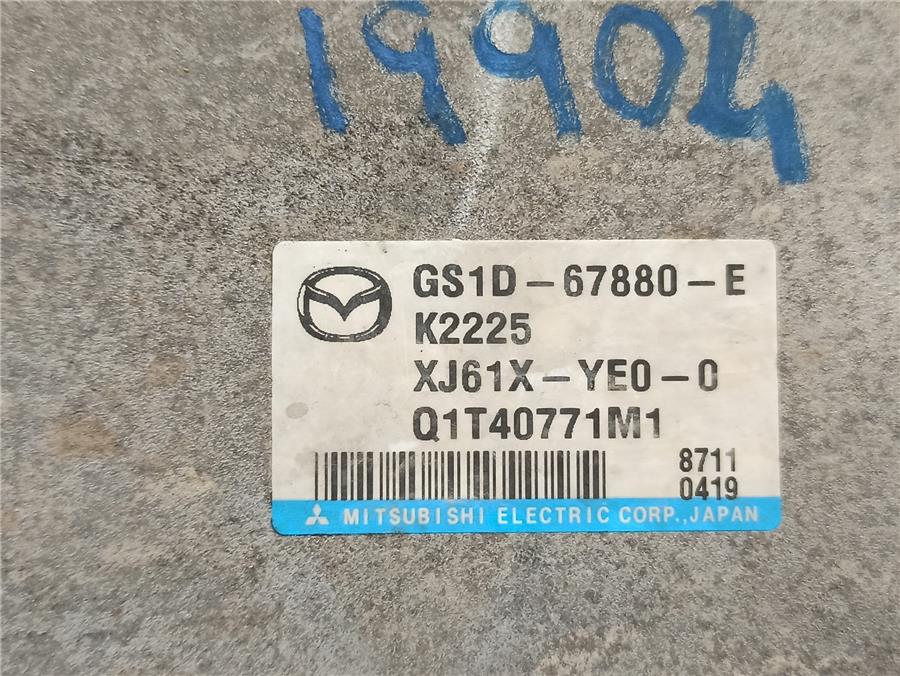 19904
GS1D-67880-E
K2225
XJ61X-YE0-0
Q1T40771M1
8711
0419
MITSUBISHI ELECTRIC CORP.,JAPAN